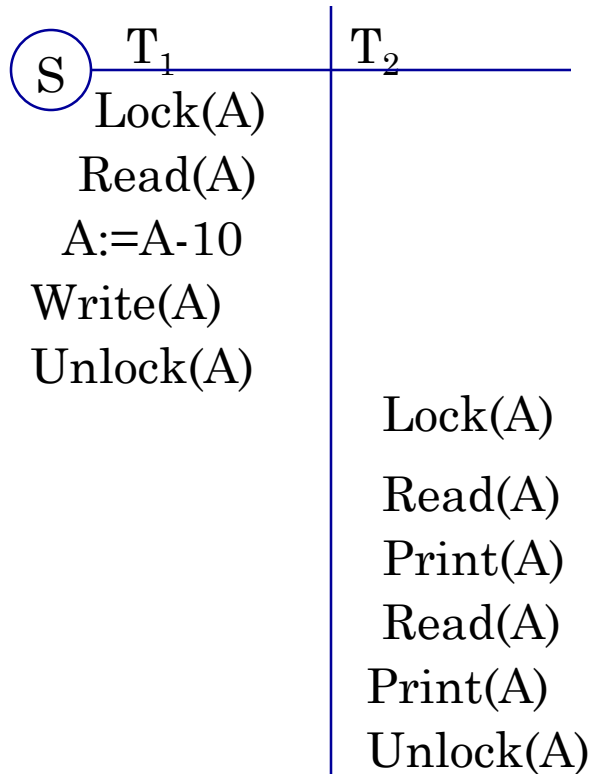 S T₁ T₂
Lock(A)
Read(A)
A:=A-10
Write(A)
Unlock(A)
Lock(A)
Read(A)
Print(A)
Read(A)
Print(A)
Unlock(A)